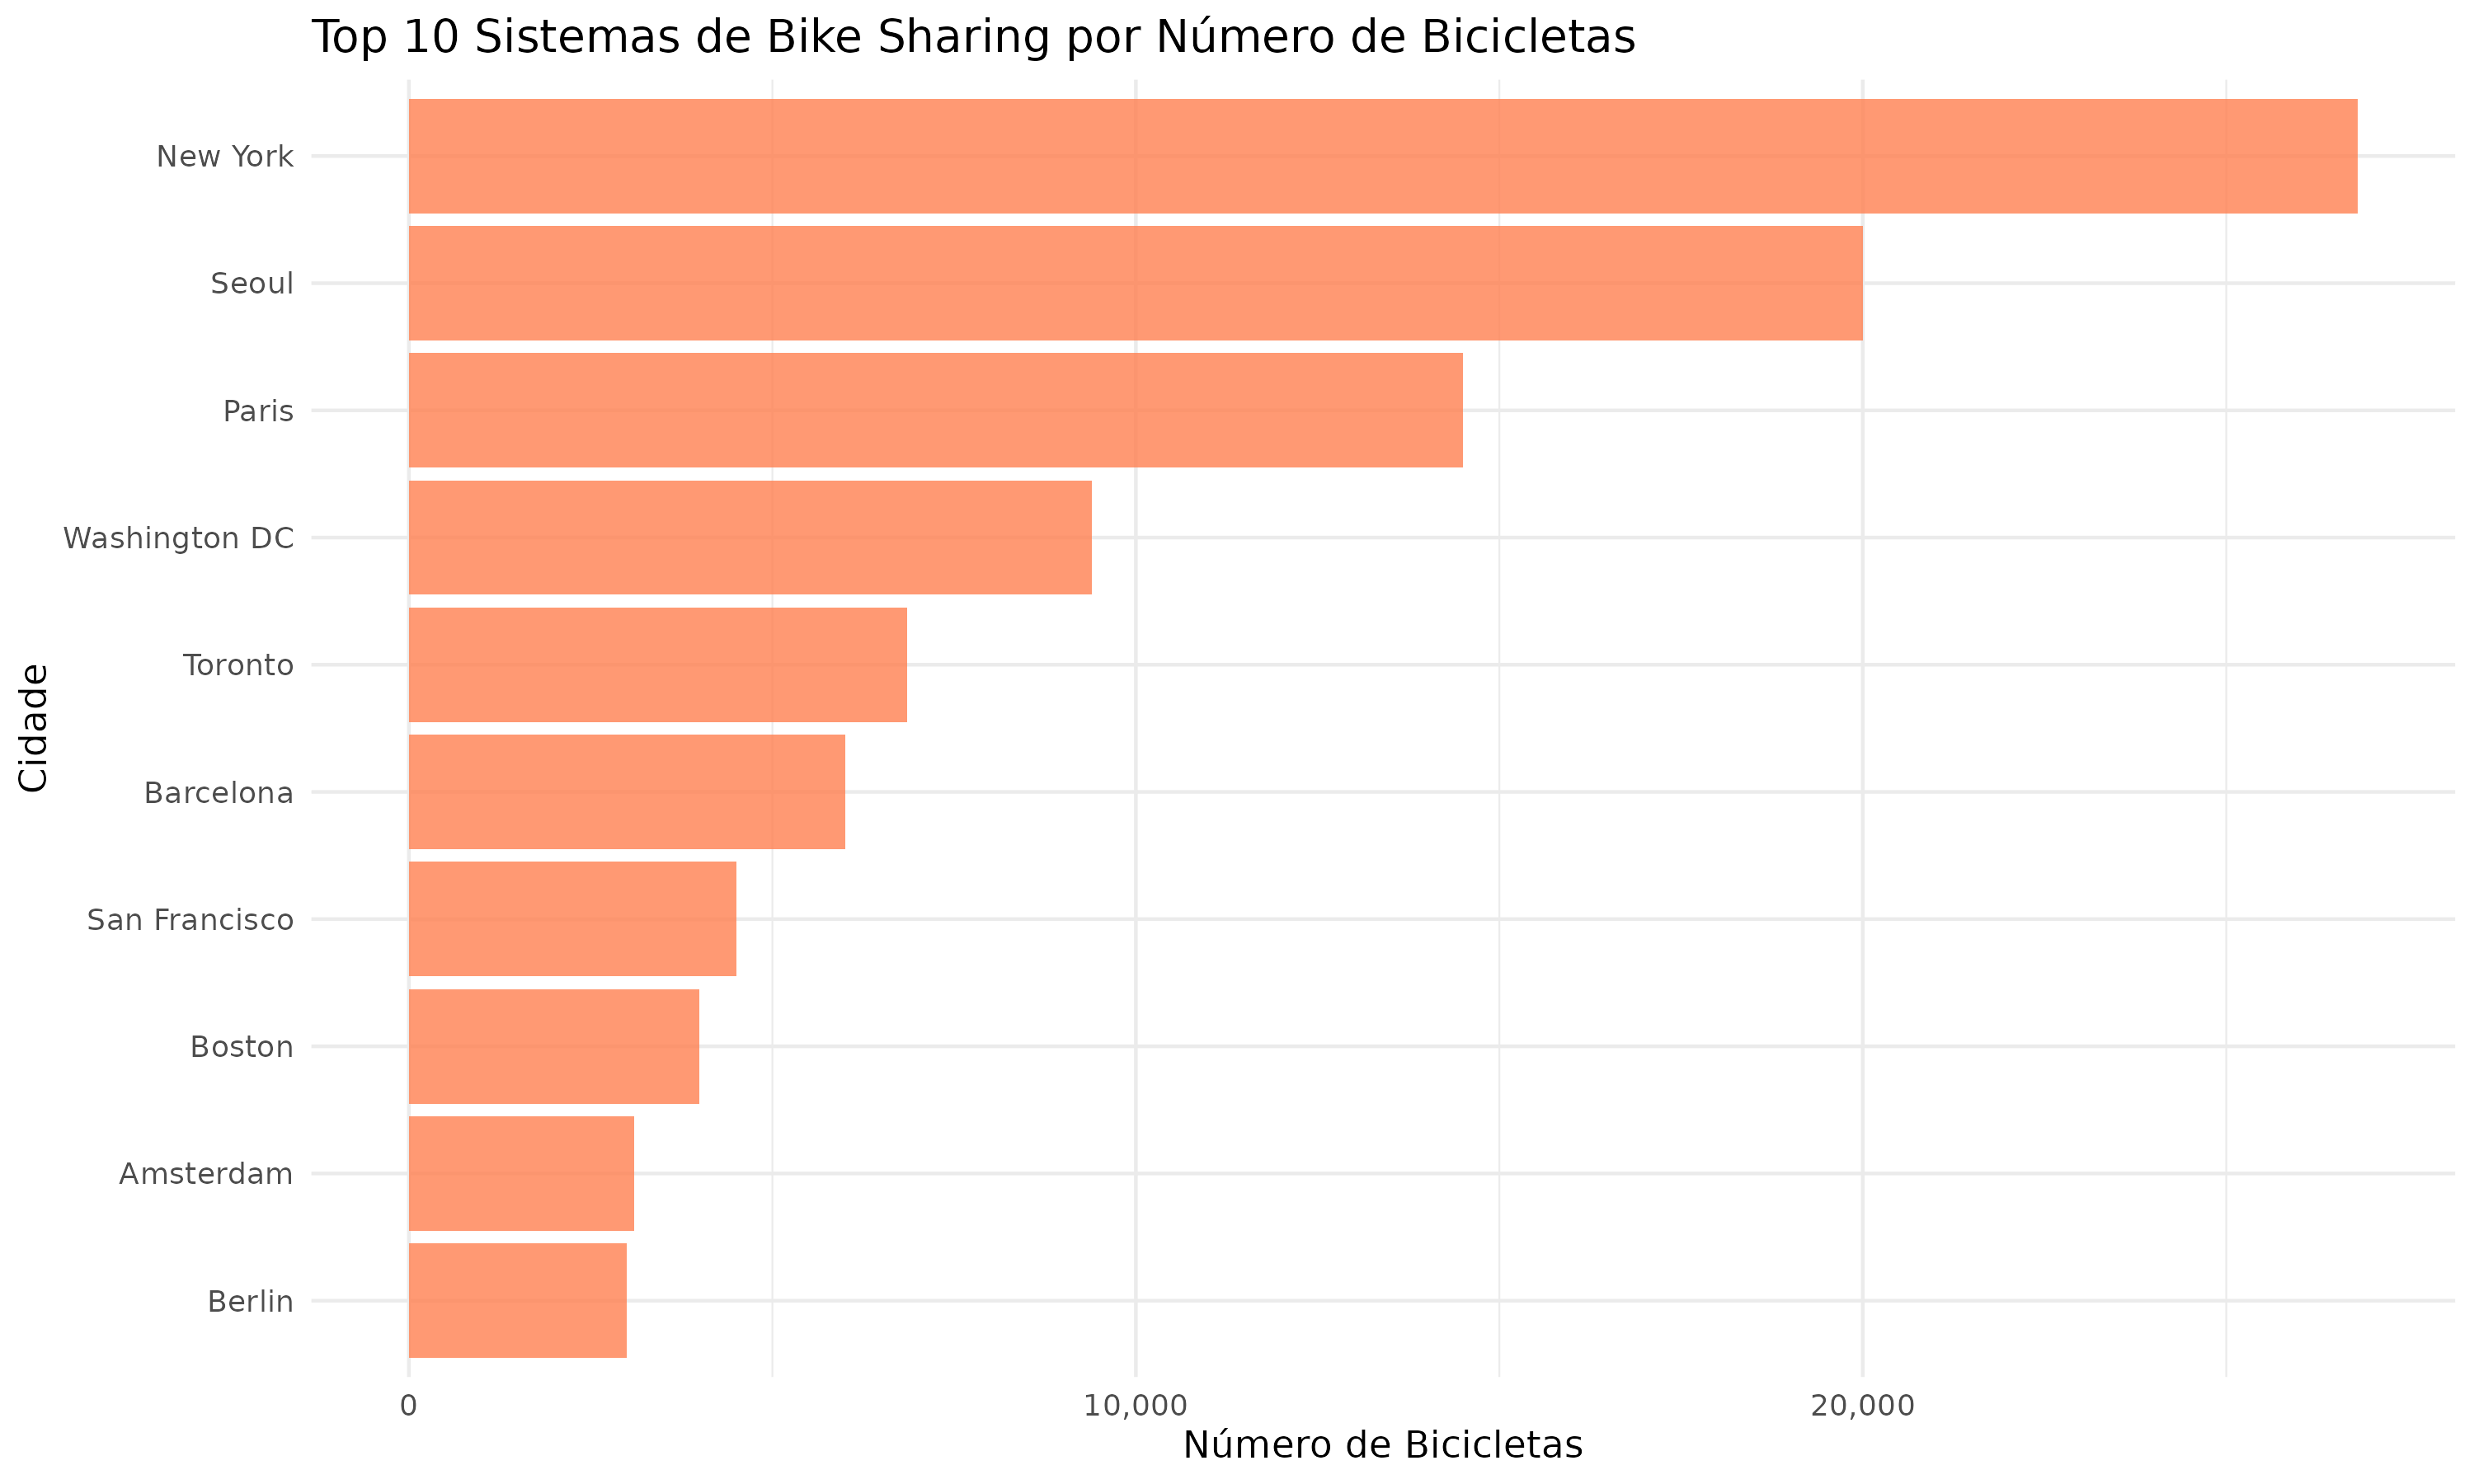 Top 10 Sistemas de Bike Sharing por Número de Bicicletas
Cidade
New York
Seoul
Paris
Washington DC
Toronto
Barcelona
San Francisco
Boston
Amsterdam
Berlin
0 10,000 20,000
Número de Bicicletas